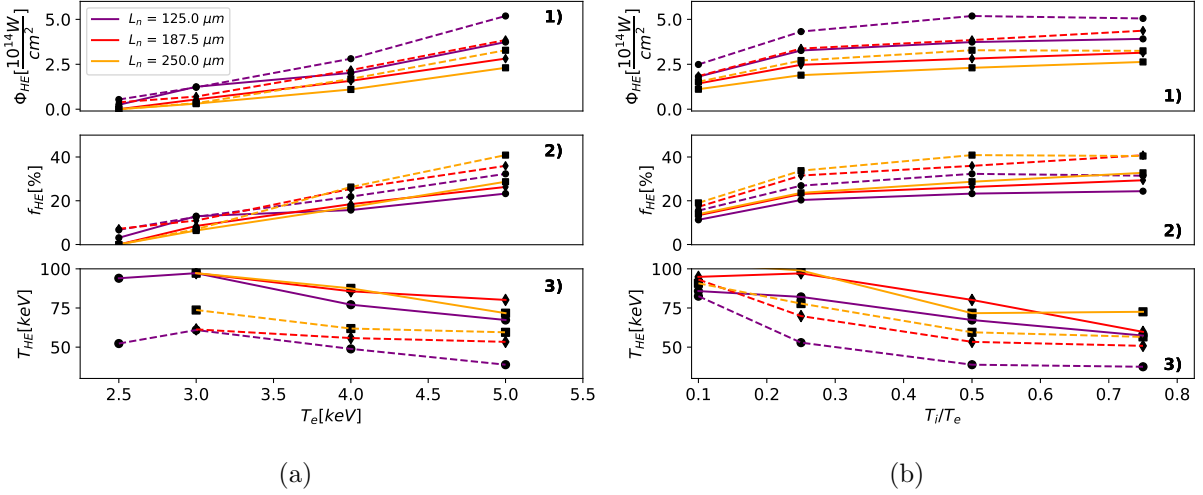 Φ_HE[10^14 W/cm^2]
5.0
2.5
0.0
L_n = 125.0 μm
L_n = 187.5 μm
L_n = 250.0 μm
1)
f_HE[%]
40
20
0
2)
T_HE[keV]
100
75
50
3)
2.5 3.0 3.5 4.0 4.5 5.0 5.5
T_e[keV]
(a)
Φ_HE[10^14 W/cm^2]
5.0
2.5
0.0
1)
f_HE[%]
40
20
0
2)
T_HE[keV]
100
75
50
3)
0.1 0.2 0.3 0.4 0.5 0.6 0.7 0.8
T_i/T_e
(b)